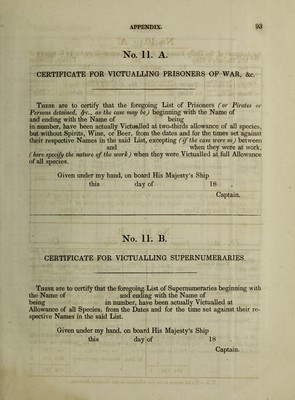 APPENDIX. 93
No. 11. A.
CERTIFICATE FOR VICTUALLING PRISONERS OF WAR, &c.
THESE are to certify that the foregoing List of Prisoners (or Pirates or
Persons detained, &c., as the case may be) beginning with the Name of
and ending with the Name of being
in number, have been actually Victualled at two-thirds allowance of all species,
but without Spirits, Wine, or Beer, from the dates and for the times set against
their respective Names in the said List, excepting (if the case were so) between
and when they were at work,
(here specify the nature of the work) when they were Victualled at full Allowance
of all species.
Given under my hand, on board His Majesty's Ship
this day of 18
Captain.
No. 11. B.
CERTIFICATE FOR VICTUALLING SUPERNUMERARIES.
THESE are to certify that the foregoing List of Supernumeraries beginning with
the Name of and ending with the Name of
being in number, have been actually Victualled at
Allowance of all Species, from the Dates and for the time set against their re-
spective Names in the said List.
Given under my hand, on board His Majesty's Ship
this day of 18
Captain.